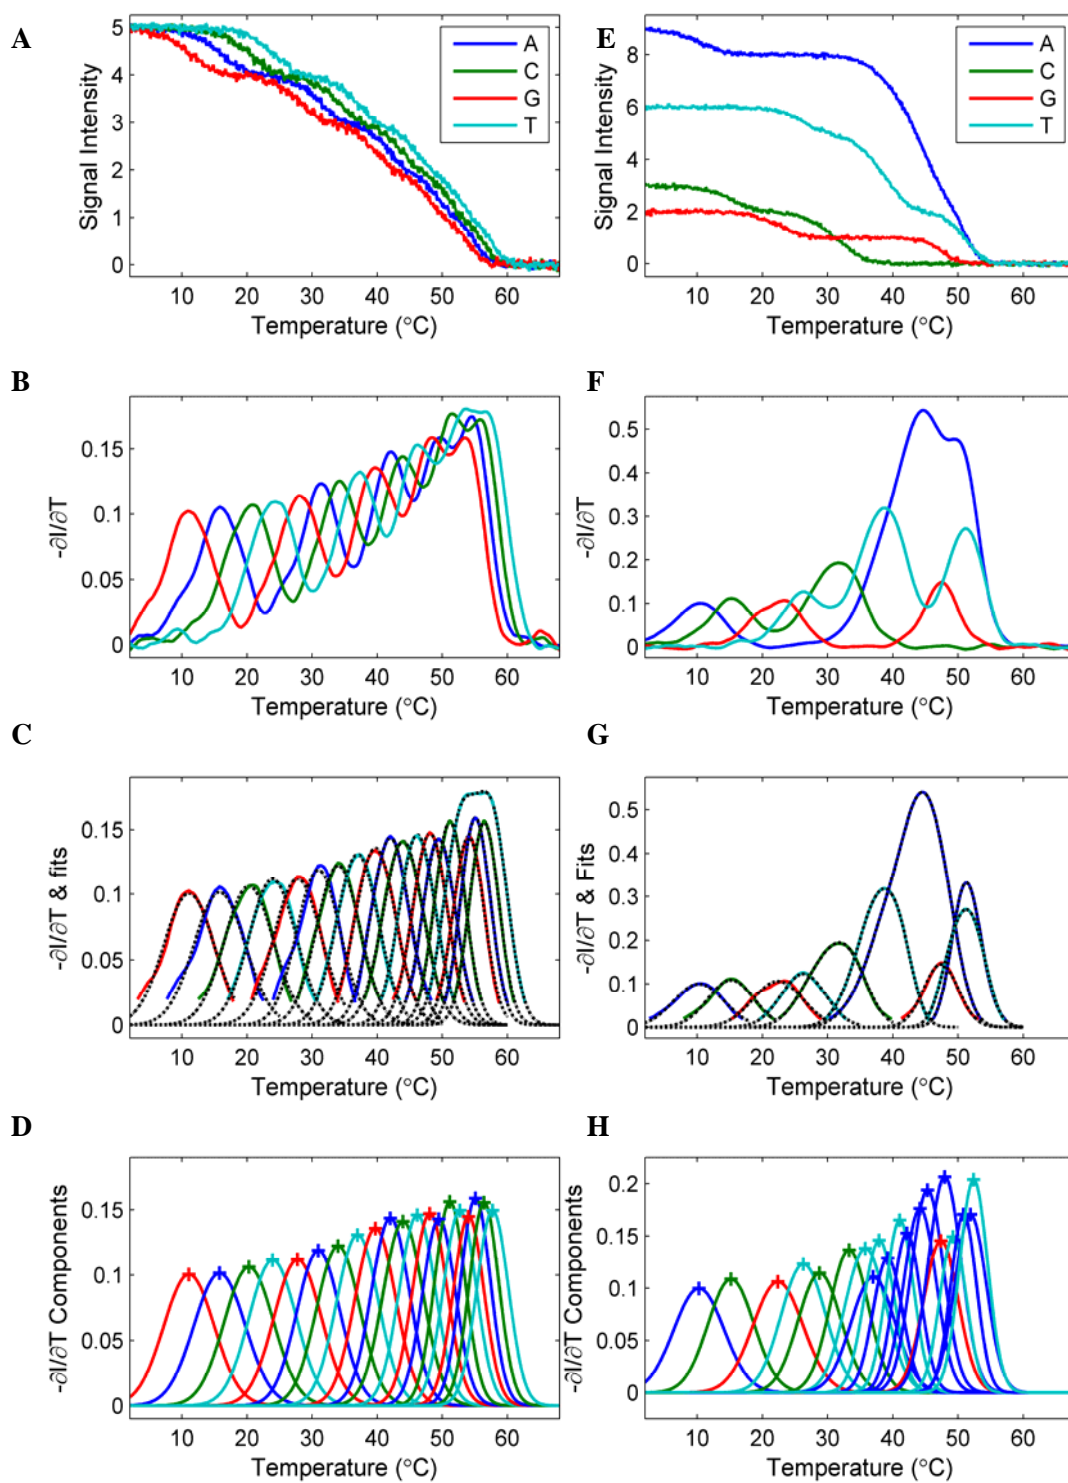 A
Signal Intensity
5
4
3
2
1
0
A
C
G
T
10 20 30 40 50 60
Temperature (°C)
E
Signal Intensity
8
6
4
2
0
A
C
G
T
10 20 30 40 50 60
Temperature (°C)
B
-∂I/∂T
0.15
0.1
0.05
0
10 20 30 40 50 60
Temperature (°C)
F
-∂I/∂T
0.5
0.4
0.3
0.2
0.1
0
10 20 30 40 50 60
Temperature (°C)
C
-∂I/∂T & fits
0.15
0.1
0.05
0
10 20 30 40 50 60
Temperature (°C)
G
-∂I/∂T & Fits
0.5
0.4
0.3
0.2
0.1
0
10 20 30 40 50 60
Temperature (°C)
D
-∂I/∂T Components
0.15
0.1
0.05
0
10 20 30 40 50 60
Temperature (°C)
H
-∂I/∂T Components
0.2
0.15
0.1
0.05
0
10 20 30 40 50 60
Temperature (°C)